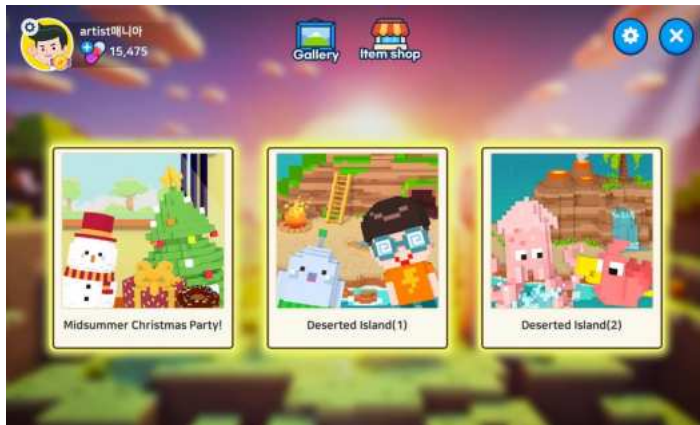 artist매니아
15,475
Gallery
Item shop
Midsummer Christmas Party!
Deserted Island(1)
Deserted Island(2)